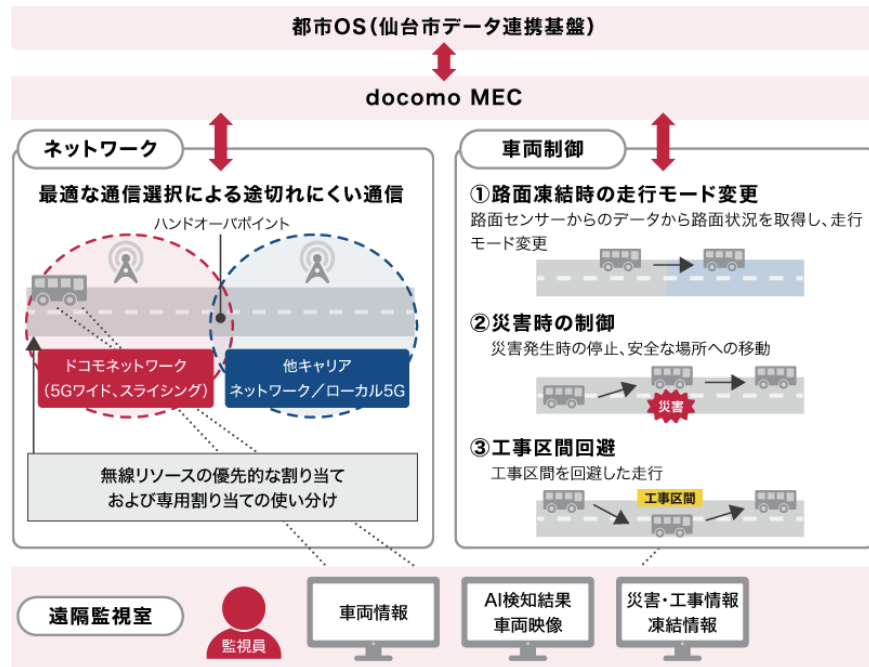 都市OS（仙台市データ連携基盤）
docomo MEC
ネットワーク
最適な通信選択による途切れにくい通信
ハンドオーバポイント
ドコモネットワーク
（5Gワイド、スライシング）
他キャリア
ネットワーク／ローカル5G
無線リソースの優先的な割り当て
および専用割り当ての使い分け
車両制御
①路面凍結時の走行モード変更
路面センサーからのデータから路面状況を取得し、走行
モード変更
②災害時の制御
災害発生時の停止、安全な場所への移動
災害
③工事区間回避
工事区間を回避した走行
工事区間
遠隔監視室
監視員
車両情報
AI検知結果
車両映像
災害・工事情報
凍結情報